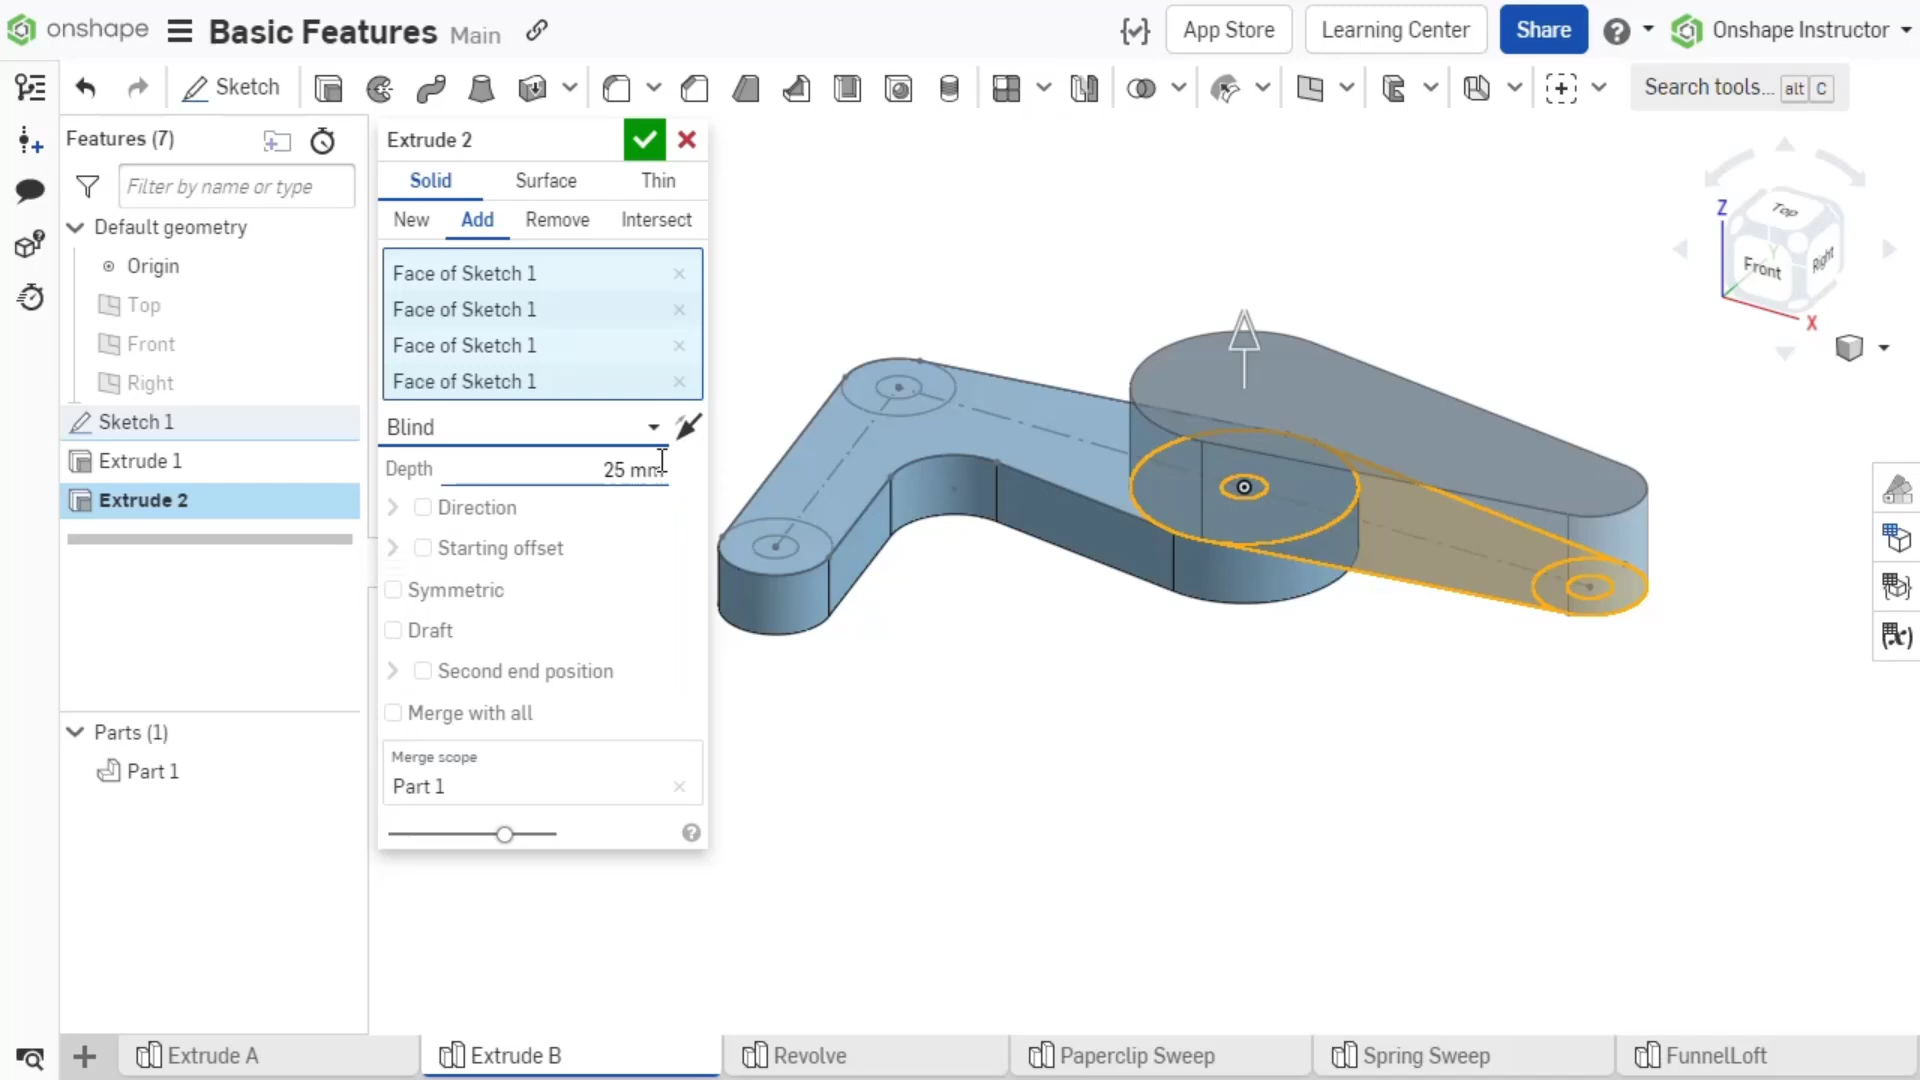 onshape Basic Features Main App Store Learning Center Share Onshape Instructor
Sketch Search tools... alt C
Features (7)
Filter by name or type
Default geometry
Origin
Top
Front
Right
Sketch 1
Extrude 1
Extrude 2
Parts (1)
Part 1
Extrude 2
Solid Surface Thin
New Add Remove Intersect
Face of Sketch 1
Face of Sketch 1
Face of Sketch 1
Face of Sketch 1
Blind
Depth 25 mm
Direction
Starting offset
Symmetric
Draft
Second end position
Merge with all
Merge scope
Part 1
Z
Top
Y
Front
Right
X
Extrude A Extrude B Revolve Paperclip Sweep Spring Sweep FunnelLoft